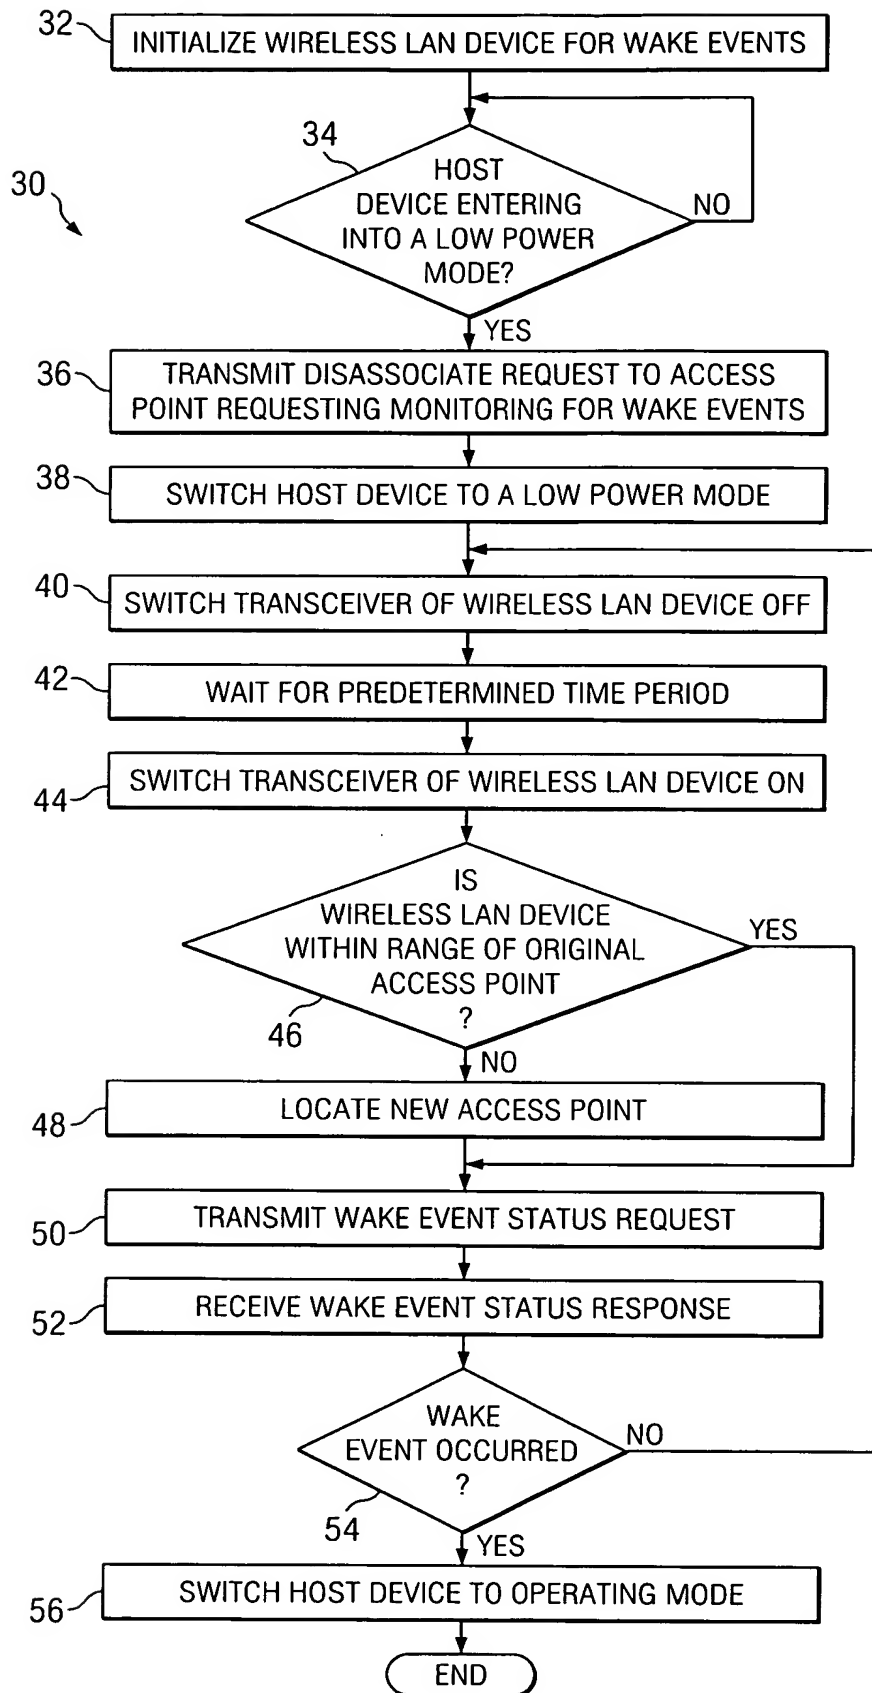 32
INITIALIZE WIRELESS LAN DEVICE FOR WAKE EVENTS
34
30
HOST
DEVICE ENTERING
INTO A LOW POWER
MODE?
NO
YES
36
TRANSMIT DISASSOCIATE REQUEST TO ACCESS
POINT REQUESTING MONITORING FOR WAKE EVENTS
38
SWITCH HOST DEVICE TO A LOW POWER MODE
40
SWITCH TRANSCEIVER OF WIRELESS LAN DEVICE OFF
42
WAIT FOR PREDETERMINED TIME PERIOD
44
SWITCH TRANSCEIVER OF WIRELESS LAN DEVICE ON
IS
WIRELESS LAN DEVICE
WITHIN RANGE OF ORIGINAL
ACCESS POINT
?
YES
46
NO
48
LOCATE NEW ACCESS POINT
50
TRANSMIT WAKE EVENT STATUS REQUEST
52
RECEIVE WAKE EVENT STATUS RESPONSE
WAKE
EVENT OCCURRED
?
NO
54
YES
56
SWITCH HOST DEVICE TO OPERATING MODE
END